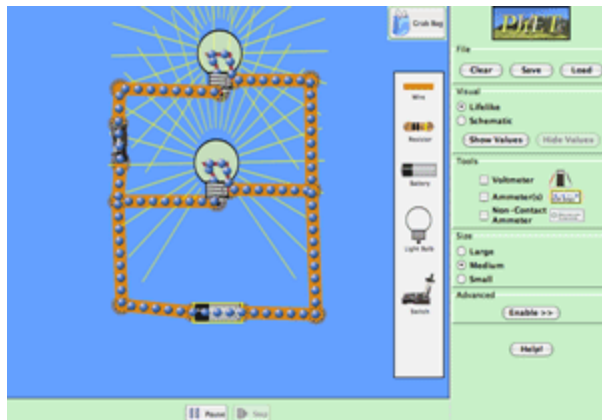 Grab Bag
PhET
File
Clear Save Load
Visual
Lifelike
Schematic
Show Values Hide Values
Tools
Voltmeter
Ammeter(s)
Non-Contact
Ammeter
Size
Large
Medium
Small
Advanced
Enable >>
Help!
Wire
Resistor
Battery
Light Bulb
Switch
Pause Step